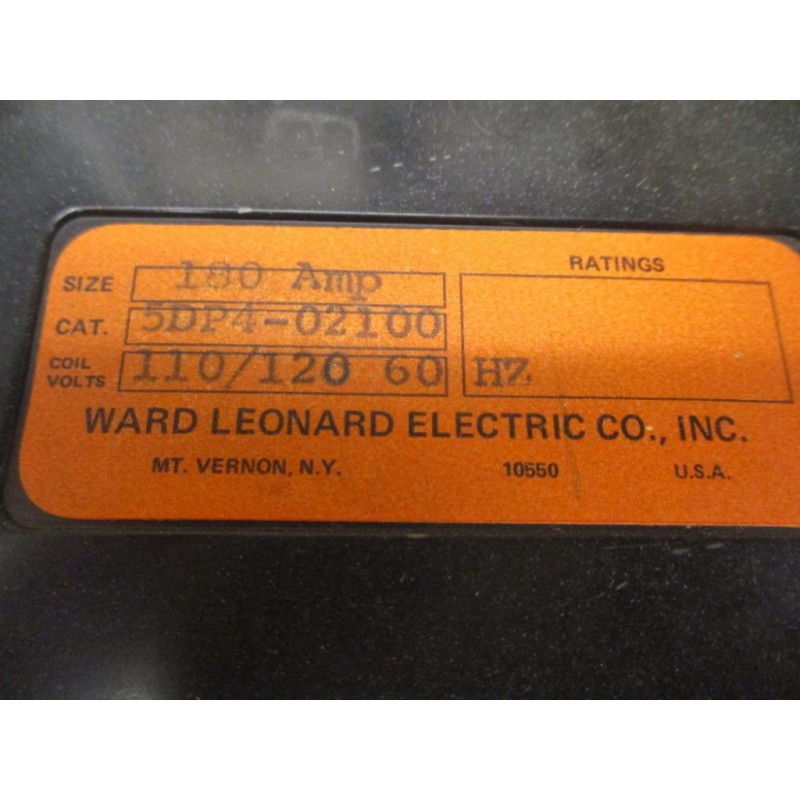 RATINGS
SIZE 180 Amp
CAT. 5DP4-02100
COIL VOLTS 110/120 60 HZ
WARD LEONARD ELECTRIC CO., INC.
MT. VERNON, N.Y. 10550 U.S.A.